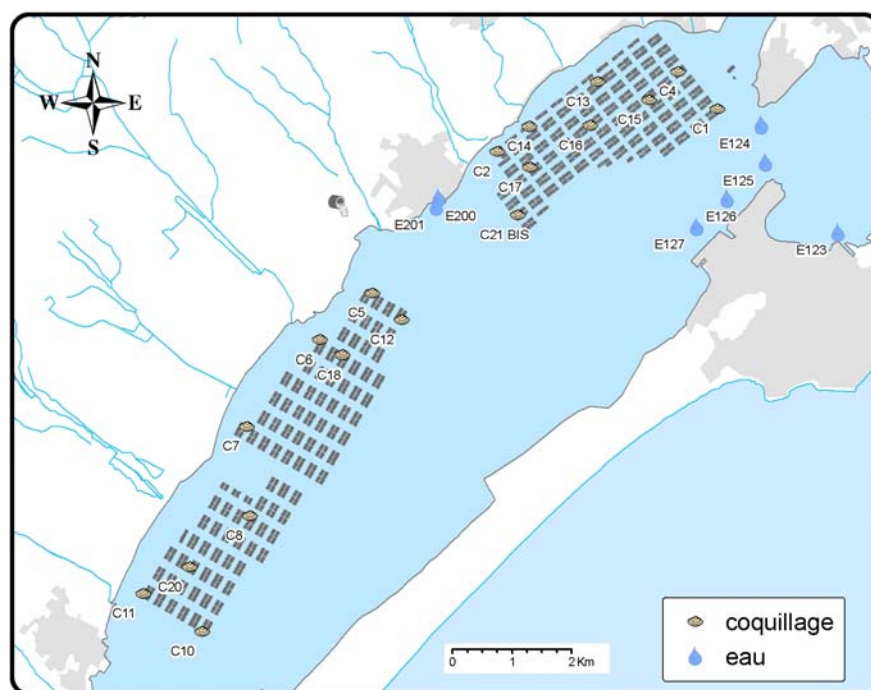 N
W E
S
C13
C4
C15
C1
C14
C16
E124
C2
C17
E125
E201
E200
E126
C21 BIS
E127
E123
C5
C12
C6
C18
C7
C8
C20
C11
C10
0 1 2 Km
coquillage
eau